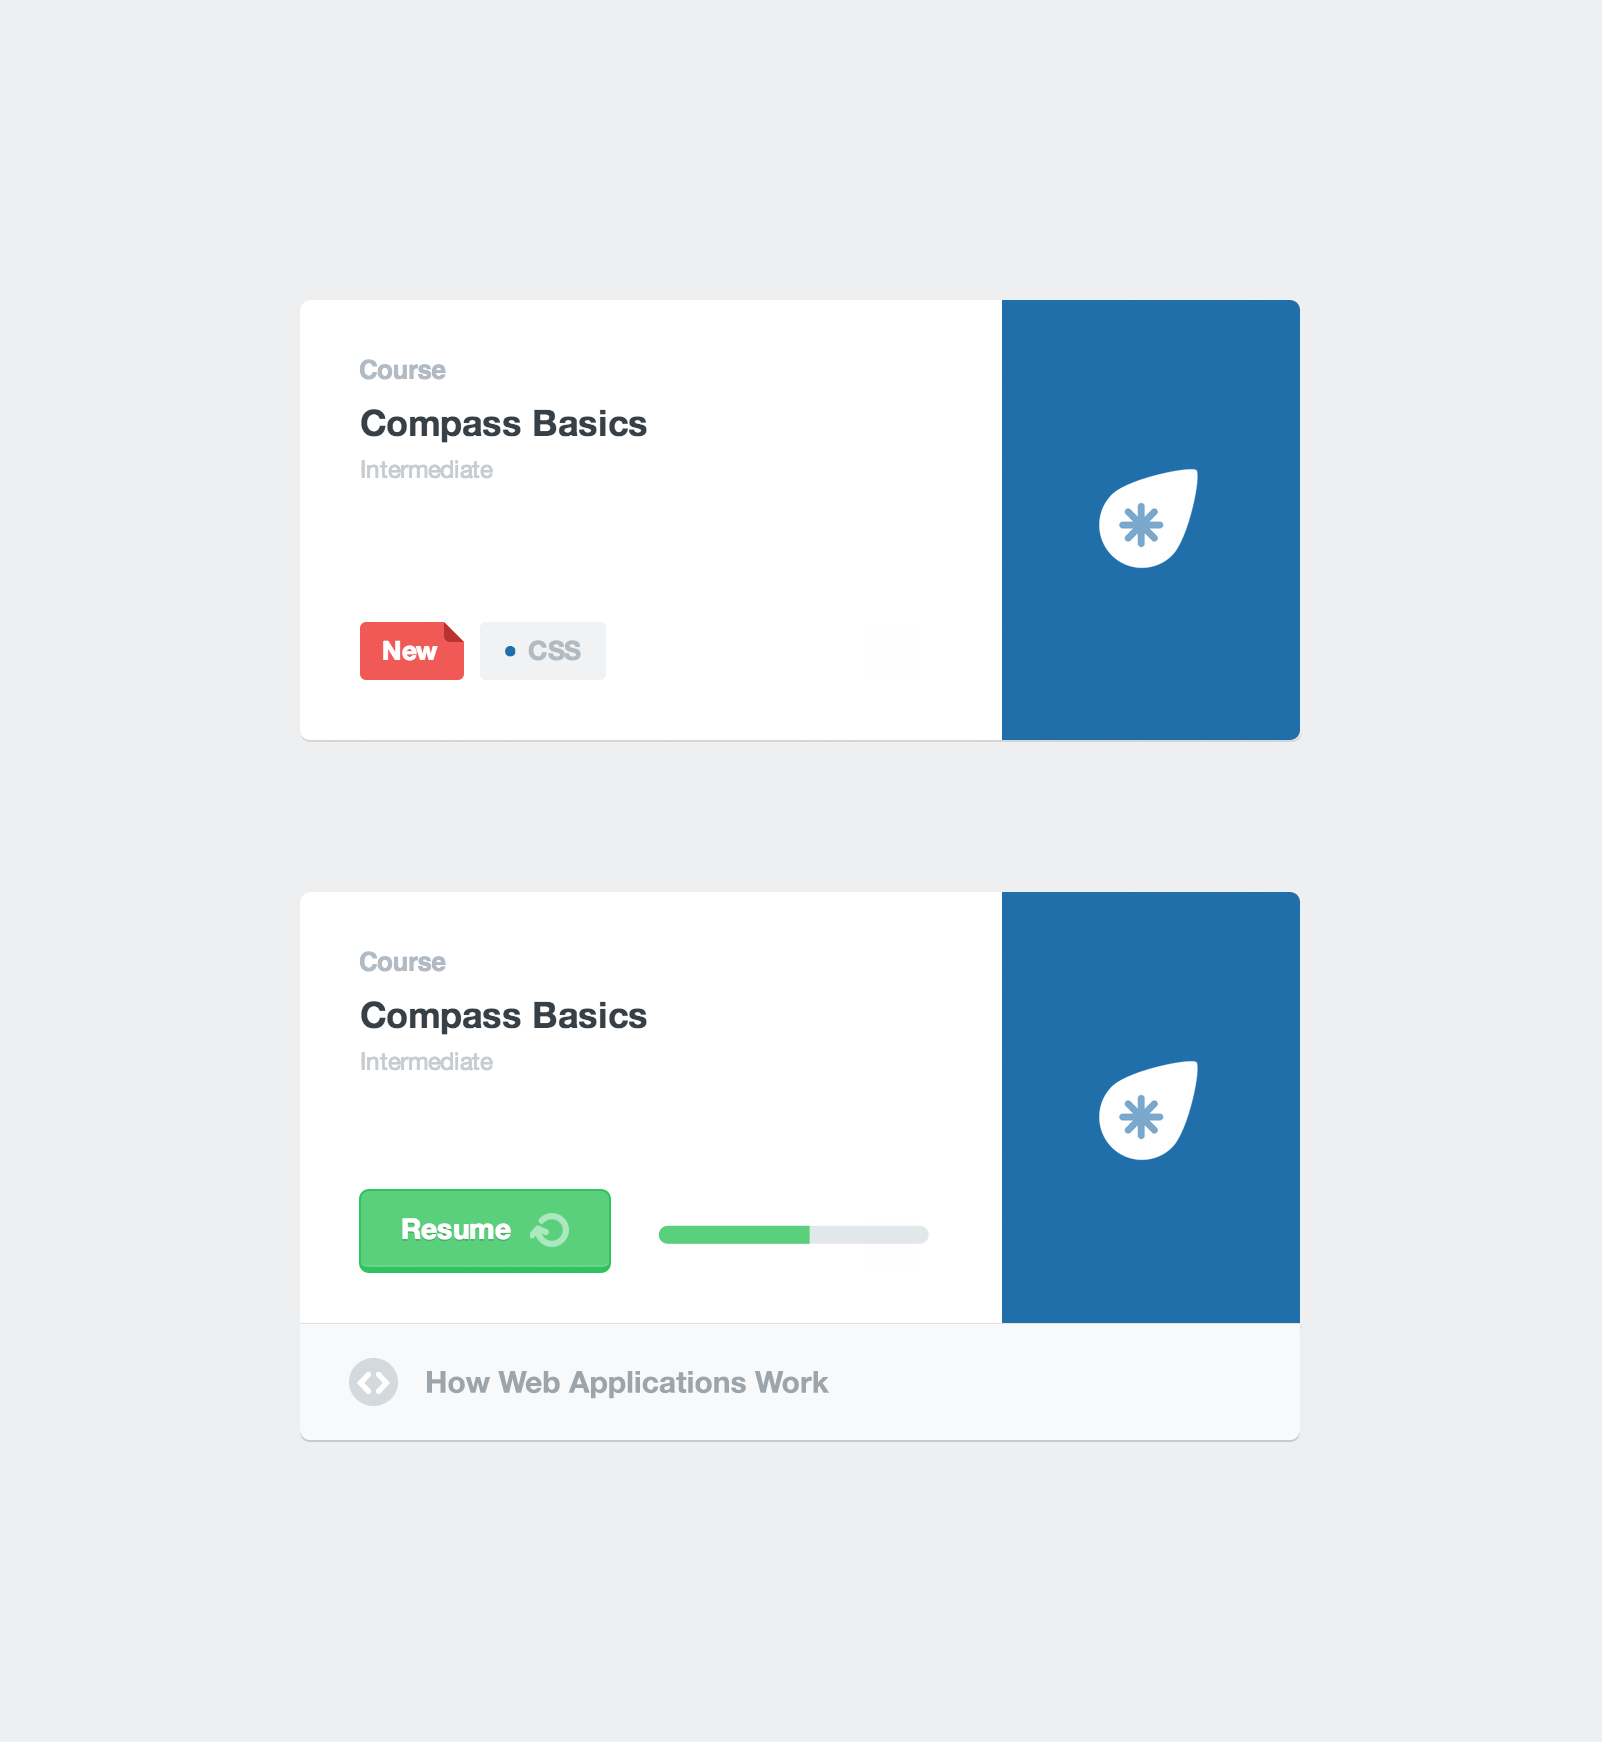 Course
Compass Basics
Intermediate
New
CSS
Course
Compass Basics
Intermediate
Resume
How Web Applications Work